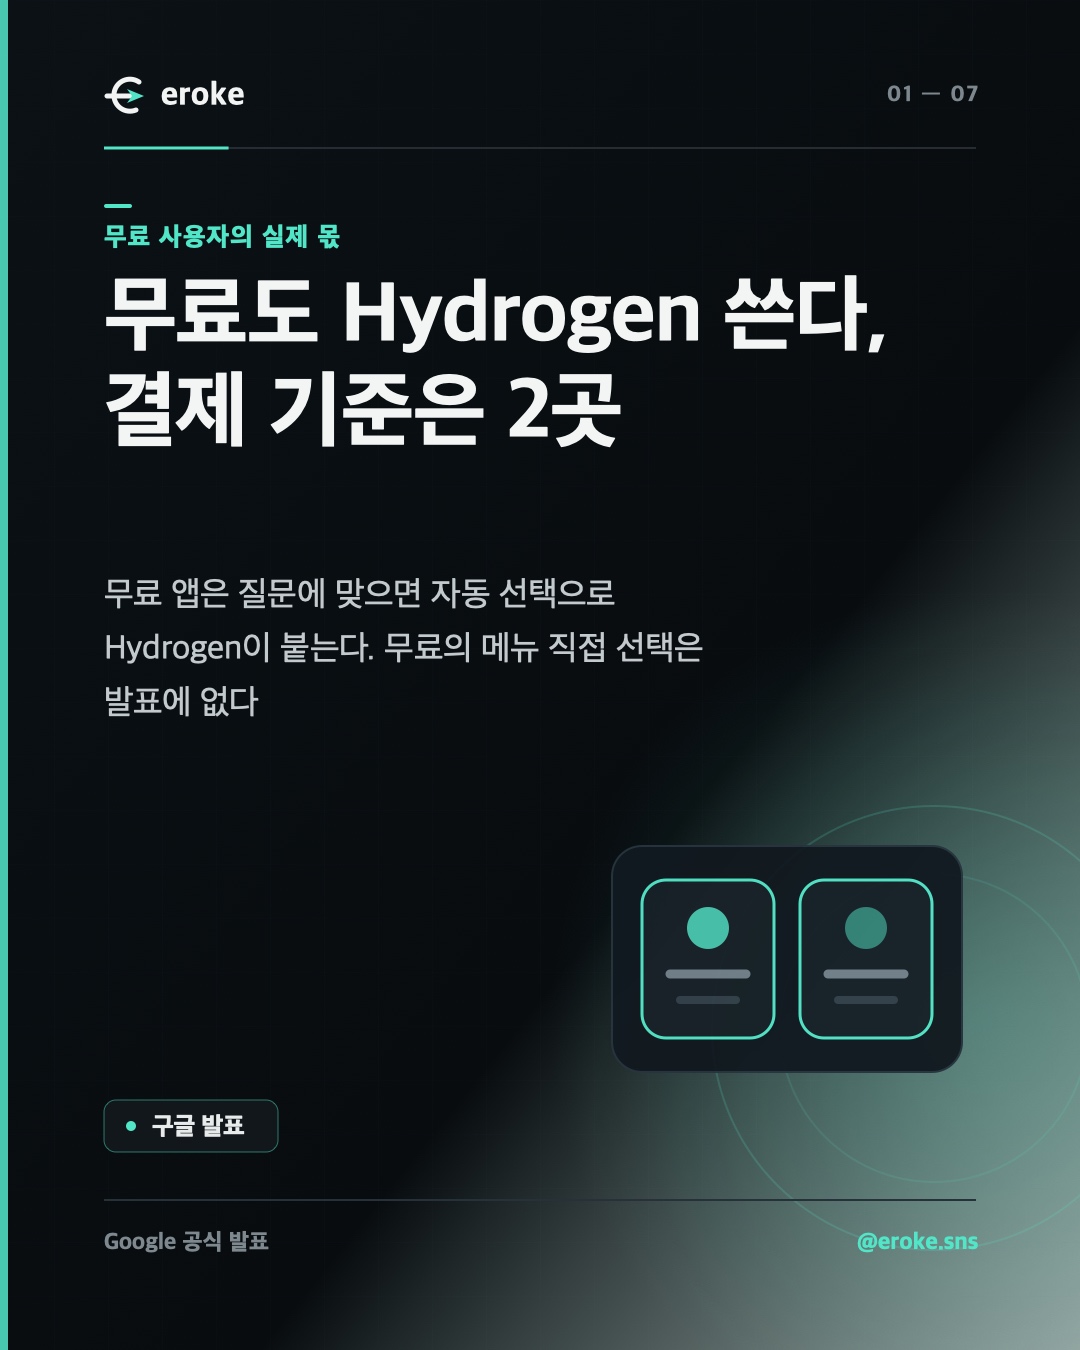 eroke
01 — 07
무료 사용자의 실제 몫
무료도 Hydrogen 쓴다,
결제 기준은 2곳
무료 앱은 질문에 맞으면 자동 선택으로
Hydrogen이 붙는다. 무료의 메뉴 직접 선택은
발표에 없다
구글 발표
Google 공식 발표
@eroke.sns